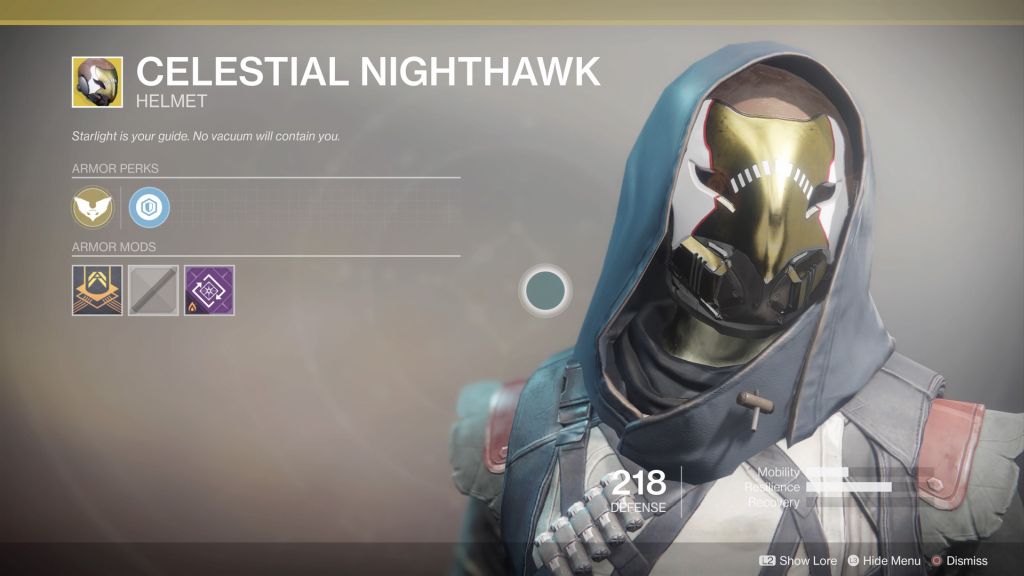 CELESTIAL NIGHTHAWK
HELMET
Starlight is your guide. No vacuum will contain you.
ARMOR PERKS
ARMOR MODS
218
DEFENSE
Mobility
Resilience
Recovery
L2 Show Lore
Hide Menu
Dismiss